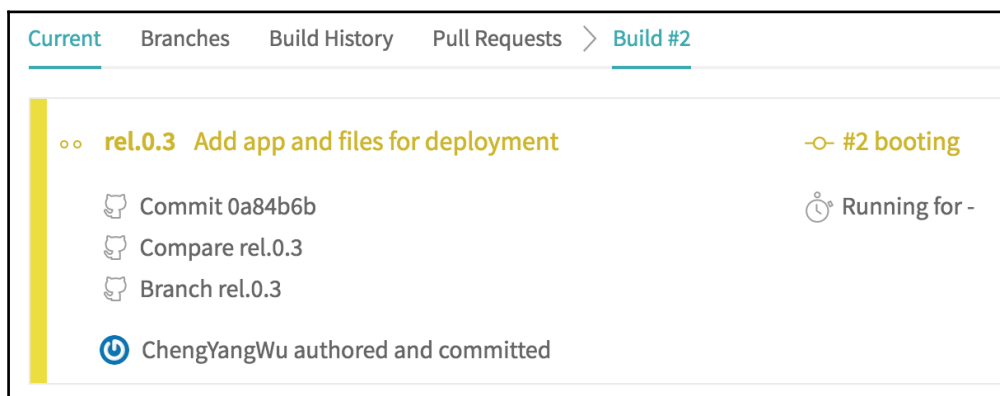 Current Branches Build History Pull Requests > Build #2
rel.0.3 Add app and files for deployment
#2 booting
Commit 0a84b6b
Running for -
Compare rel.0.3
Branch rel.0.3
ChengYangWu authored and committed